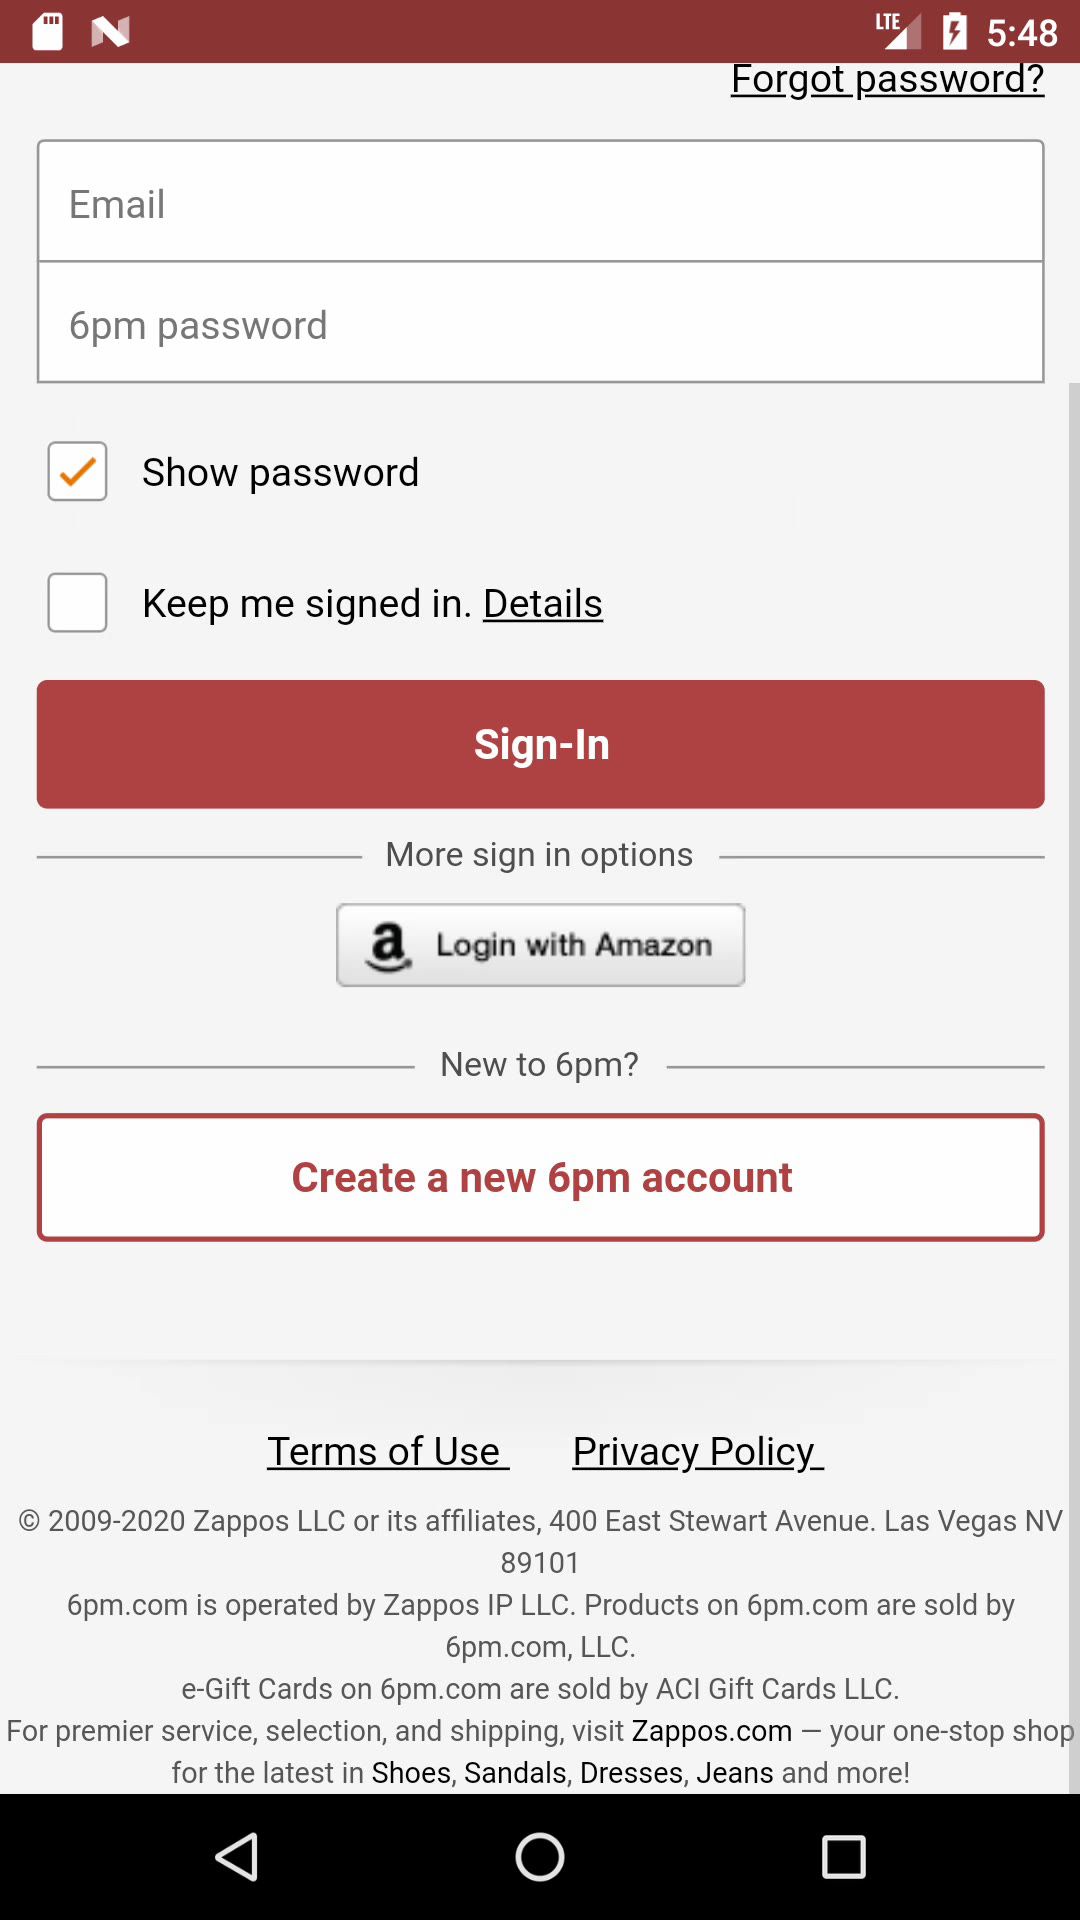 LTE 5:48
Forgot password?
Email
6pm password
Show password
Keep me signed in. Details
Sign-In
More sign in options
a Login with Amazon
New to 6pm?
Create a new 6pm account
Terms of Use Privacy Policy
© 2009-2020 Zappos LLC or its affiliates, 400 East Stewart Avenue. Las Vegas NV
89101
6pm.com is operated by Zappos IP LLC. Products on 6pm.com are sold by
6pm.com, LLC.
e-Gift Cards on 6pm.com are sold by ACI Gift Cards LLC.
For premier service, selection, and shipping, visit Zappos.com — your one-stop shop
for the latest in Shoes, Sandals, Dresses, Jeans and more!